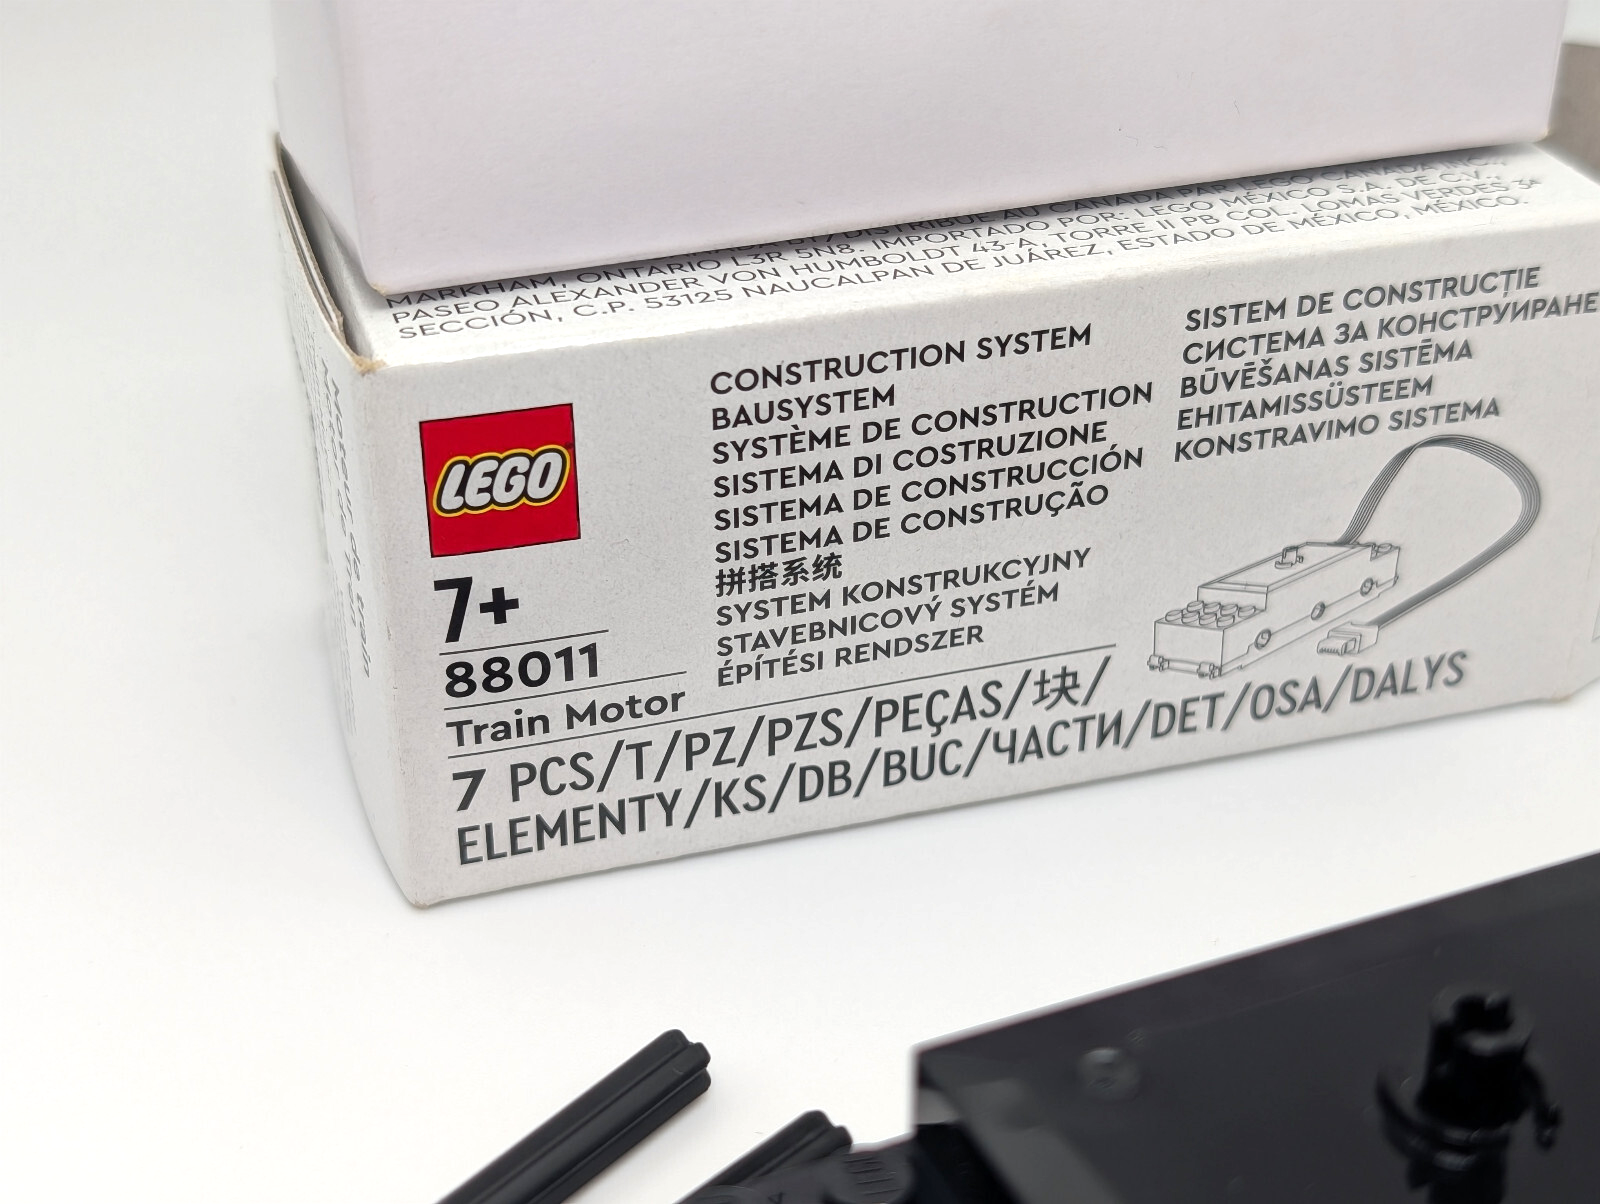 PAR LEGO CANADA INC.,
MARKHAM, ONTARIO L3R 5N8. IMPORTADO POR: LEGO MÉXICO S.A. DE C.V.,
PASEO ALEXANDER VON HUMBOLDT 43-A, TORRE II PB COL. LOMAS VERDES 3ª
SECCIÓN, C.P. 53125 NAUCALPAN DE JUÁREZ, ESTADO DE MÉXICO, MÉXICO.
LEGO
7+
88011
Train Motor
CONSTRUCTION SYSTEM
BAUSYSTEM
SYSTÈME DE CONSTRUCTION
SISTEMA DI COSTRUZIONE
SISTEMA DE CONSTRUCCIÓN
SISTEMA DE CONSTRUÇÃO
拼搭系统
SYSTEM KONSTRUKCYJNY
STAVEBNICOVÝ SYSTÉM
ÉPÍTÉSI RENDSZER
SISTEM DE CONSTRUCȚIE
СИСТЕМА ЗА КОНСТРУИРАНЕ
BŪVĒŠANAS SISTĒMA
EHITAMISSÜSTEEM
KONSTRAVIMO SISTEMA
7 PCS/T/PZ/PZS/PEÇAS/块/
ELEMENTY/KS/DB/BUC/ЧАСТИ/DET/OSA/DALYS